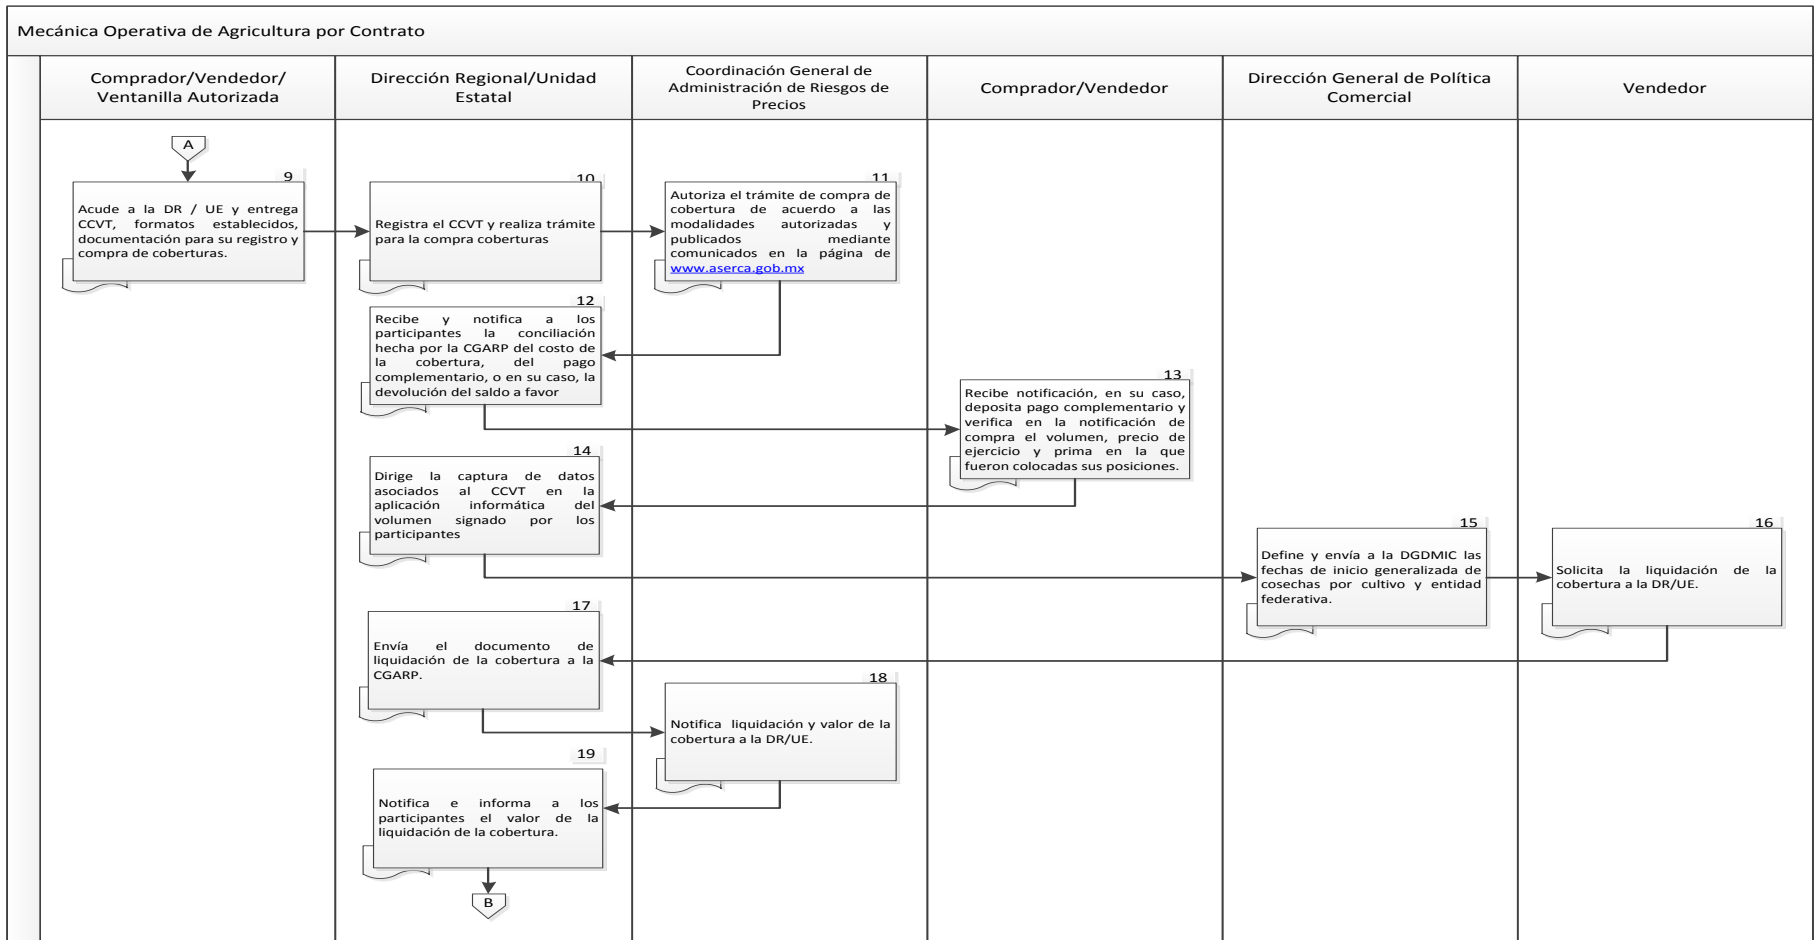 Mecánica Operativa de Agricultura por Contrato
Comprador/Vendedor/
Ventanilla Autorizada
Dirección Regional/Unidad
Estatal
Coordinación General de
Administración de Riesgos de
Precios
Comprador/Vendedor
Dirección General de Política
Comercial
Vendedor
A
9
Acude a la DR / UE y entrega
CCVT, formatos establecidos,
documentación para su registro y
compra de coberturas.
10
Registra el CCVT y realiza trámite
para la compra coberturas
11
Autoriza el trámite de compra de
cobertura de acuerdo a las
modalidades autorizadas y
publicados mediante
comunicados en la página de
www.aserca.gob.mx
12
Recibe y notifica a los
participantes la conciliación
hecha por la CGARP del costo de
la cobertura, del pago
complementario, o en su caso, la
devolución del saldo a favor
13
Recibe notificación, en su caso,
deposita pago complementario y
verifica en la notificación de
compra el volumen, precio de
ejercicio y prima en la que
fueron colocadas sus posiciones.
14
Dirige la captura de datos
asociados al CCVT en la
aplicación informática del
volumen signado por los
participantes
15
Define y envía a la DGDMIC las
fechas de inicio generalizada de
cosechas por cultivo y entidad
federativa.
16
Solicita la liquidación de la
cobertura a la DR/UE.
17
Envía el documento de
liquidación de la cobertura a la
CGARP.
18
Notifica liquidación y valor de la
cobertura a la DR/UE.
19
Notifica e informa a los
participantes el valor de la
liquidación de la cobertura.
B